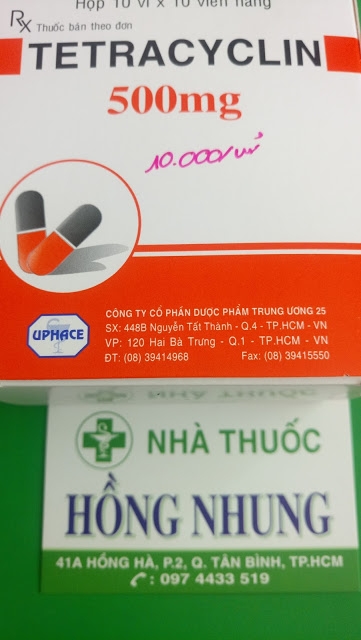 Hộp 10 vỉ x 10 viên nang
Rx Thuốc bán theo đơn
TETRACYCLIN
500mg
10.000/vỉ
CÔNG TY CỔ PHẦN DƯỢC PHẨM TRUNG ƯƠNG 25
SX: 448B Nguyễn Tất Thành - Q.4 - TP.HCM - VN
VP: 120 Hai Bà Trưng - Q.1 - TP.HCM - VN
ĐT: (08) 39414968 Fax: (08) 39415550
UPHACE
NHÀ THUỐC
HỒNG NHUNG
41A HỒNG HÀ, P.2, Q. TÂN BÌNH, TP.HCM
: 097 4433 519